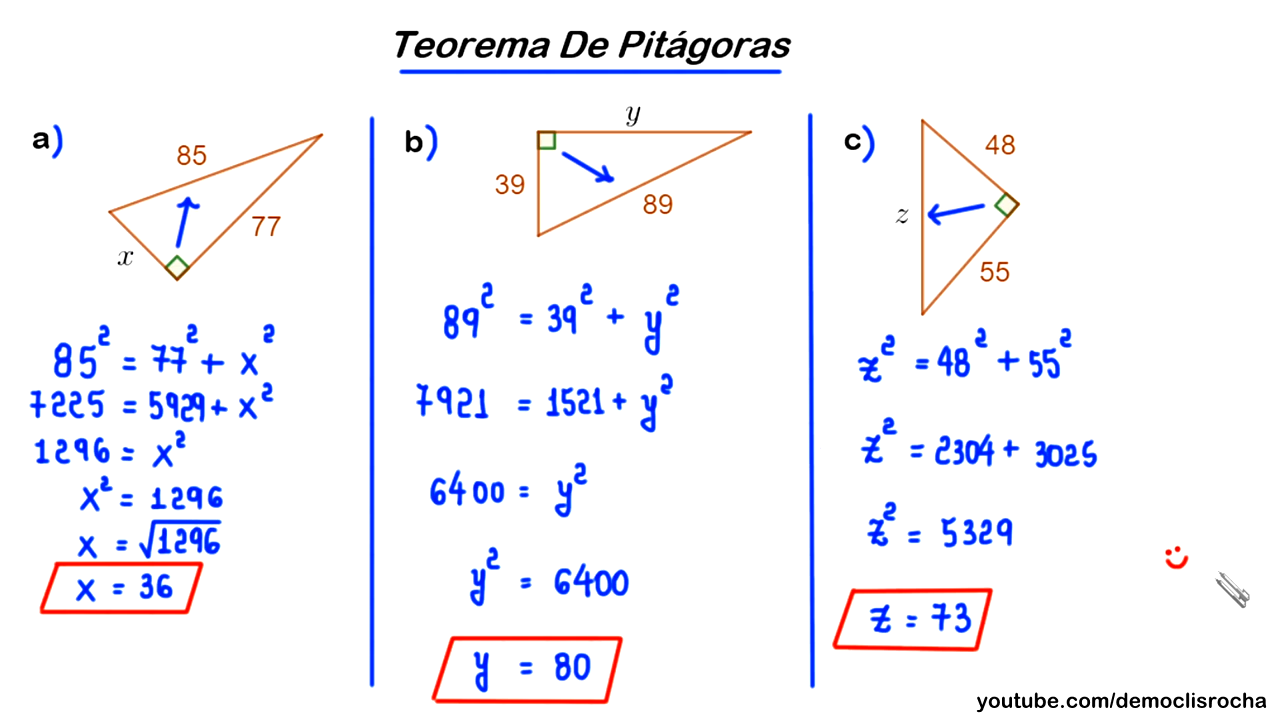 Teorema De Pitágoras
a)
85
77
x
85² = 77² + x²
7225 = 5929 + x²
1296 = x²
x² = 1296
x = √1296
x = 36
b)
y
39
89
89² = 39² + y²
7921 = 1521 + y²
6400 = y²
y² = 6400
y = 80
c)
48
z
55
z² = 48² + 55²
z² = 2304 + 3025
z² = 5329
z = 73
youtube.com/democlisrocha